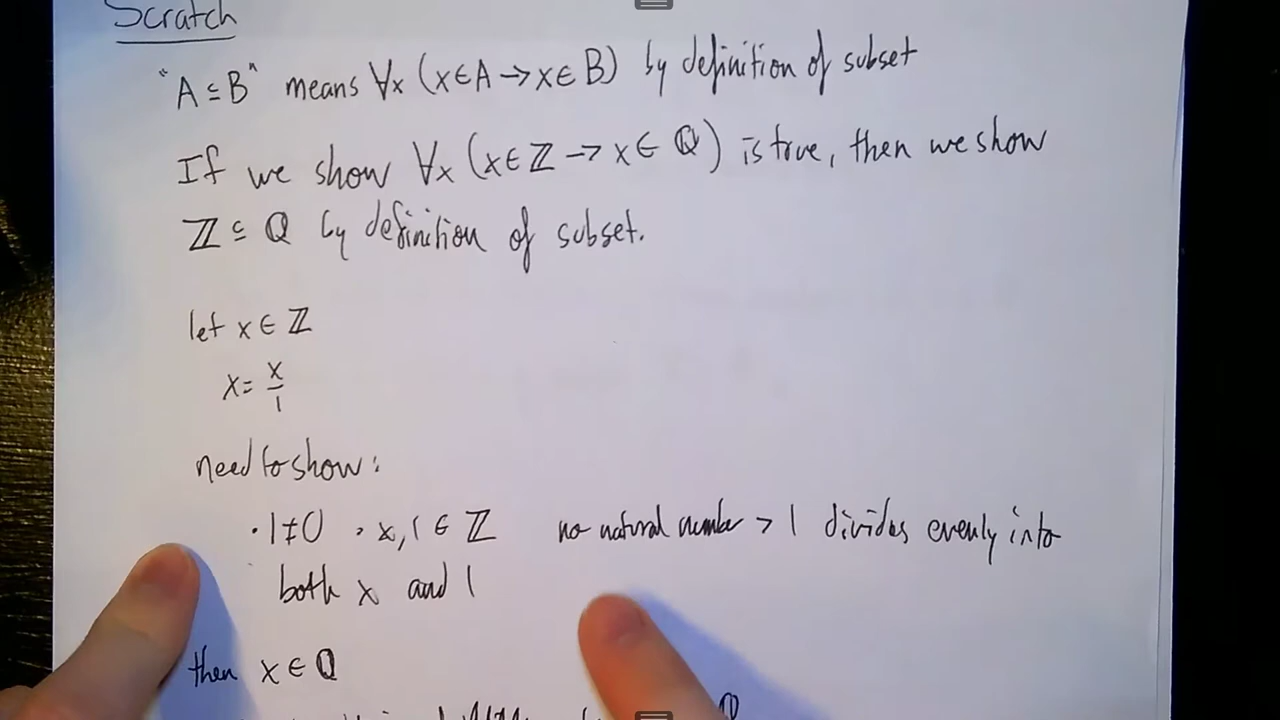 Scratch
"A ⊆ B" means ∀x (x ∈ A → x ∈ B) by definition of subset
If we show ∀x (x ∈ ℤ → x ∈ ℚ) is true, then we show
ℤ ⊆ ℚ by definition of subset.
let x ∈ ℤ
x = x/1
need to show:
· 1 ≠ 0 · x, 1 ∈ ℤ no natural number > 1 divides evenly into
both x and 1
then x ∈ ℚ
ℚ